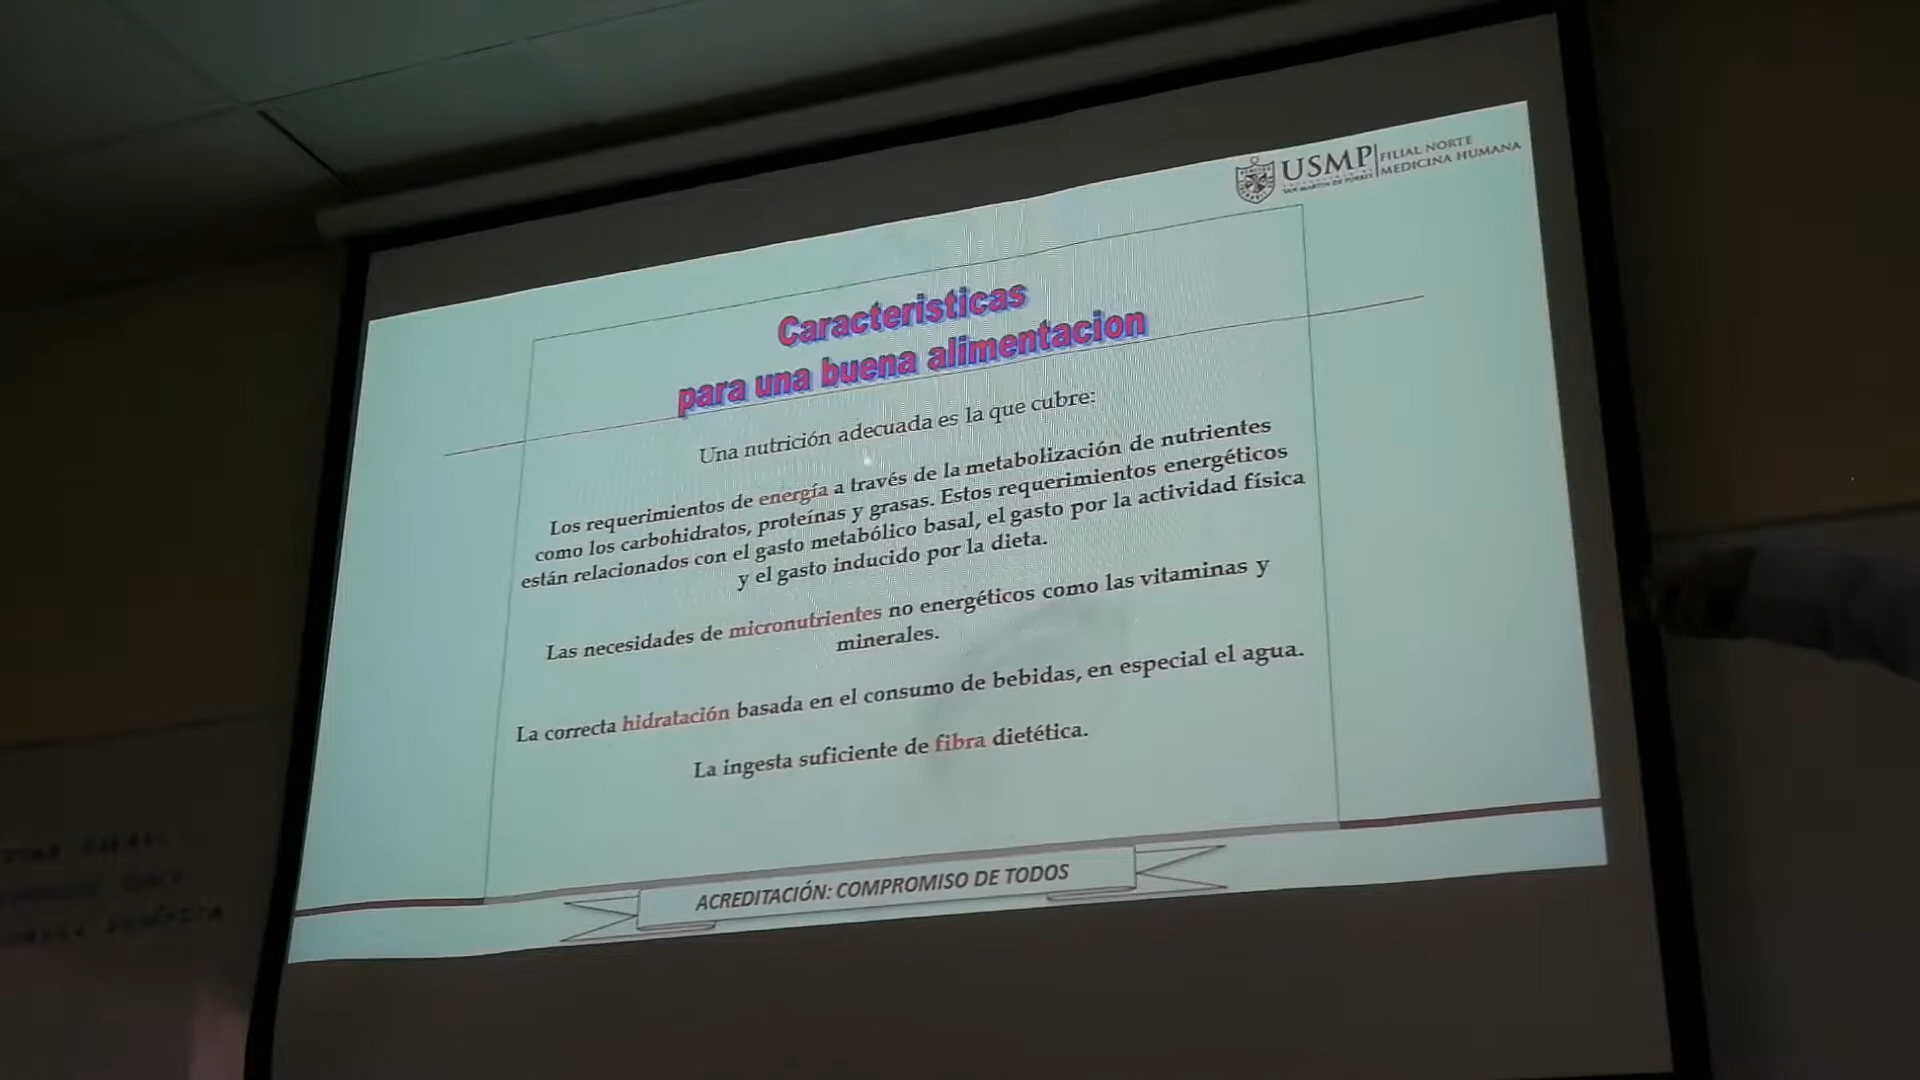 USMP
SAN MARTIN DE PORRES
FILIAL NORTE
MEDICINA HUMANA
Caracteristicas
para una buena alimentacion
Una nutrición adecuada es la que cubre:
Los requerimientos de energía a través de la metabolización de nutrientes
como los carbohidratos, proteínas y grasas. Estos requerimientos energéticos
están relacionados con el gasto metabólico basal, el gasto por la actividad física
y el gasto inducido por la dieta.
Las necesidades de micronutrientes no energéticos como las vitaminas y
minerales.
La correcta hidratación basada en el consumo de bebidas, en especial el agua.
La ingesta suficiente de fibra dietética.
ACREDITACIÓN: COMPROMISO DE TODOS